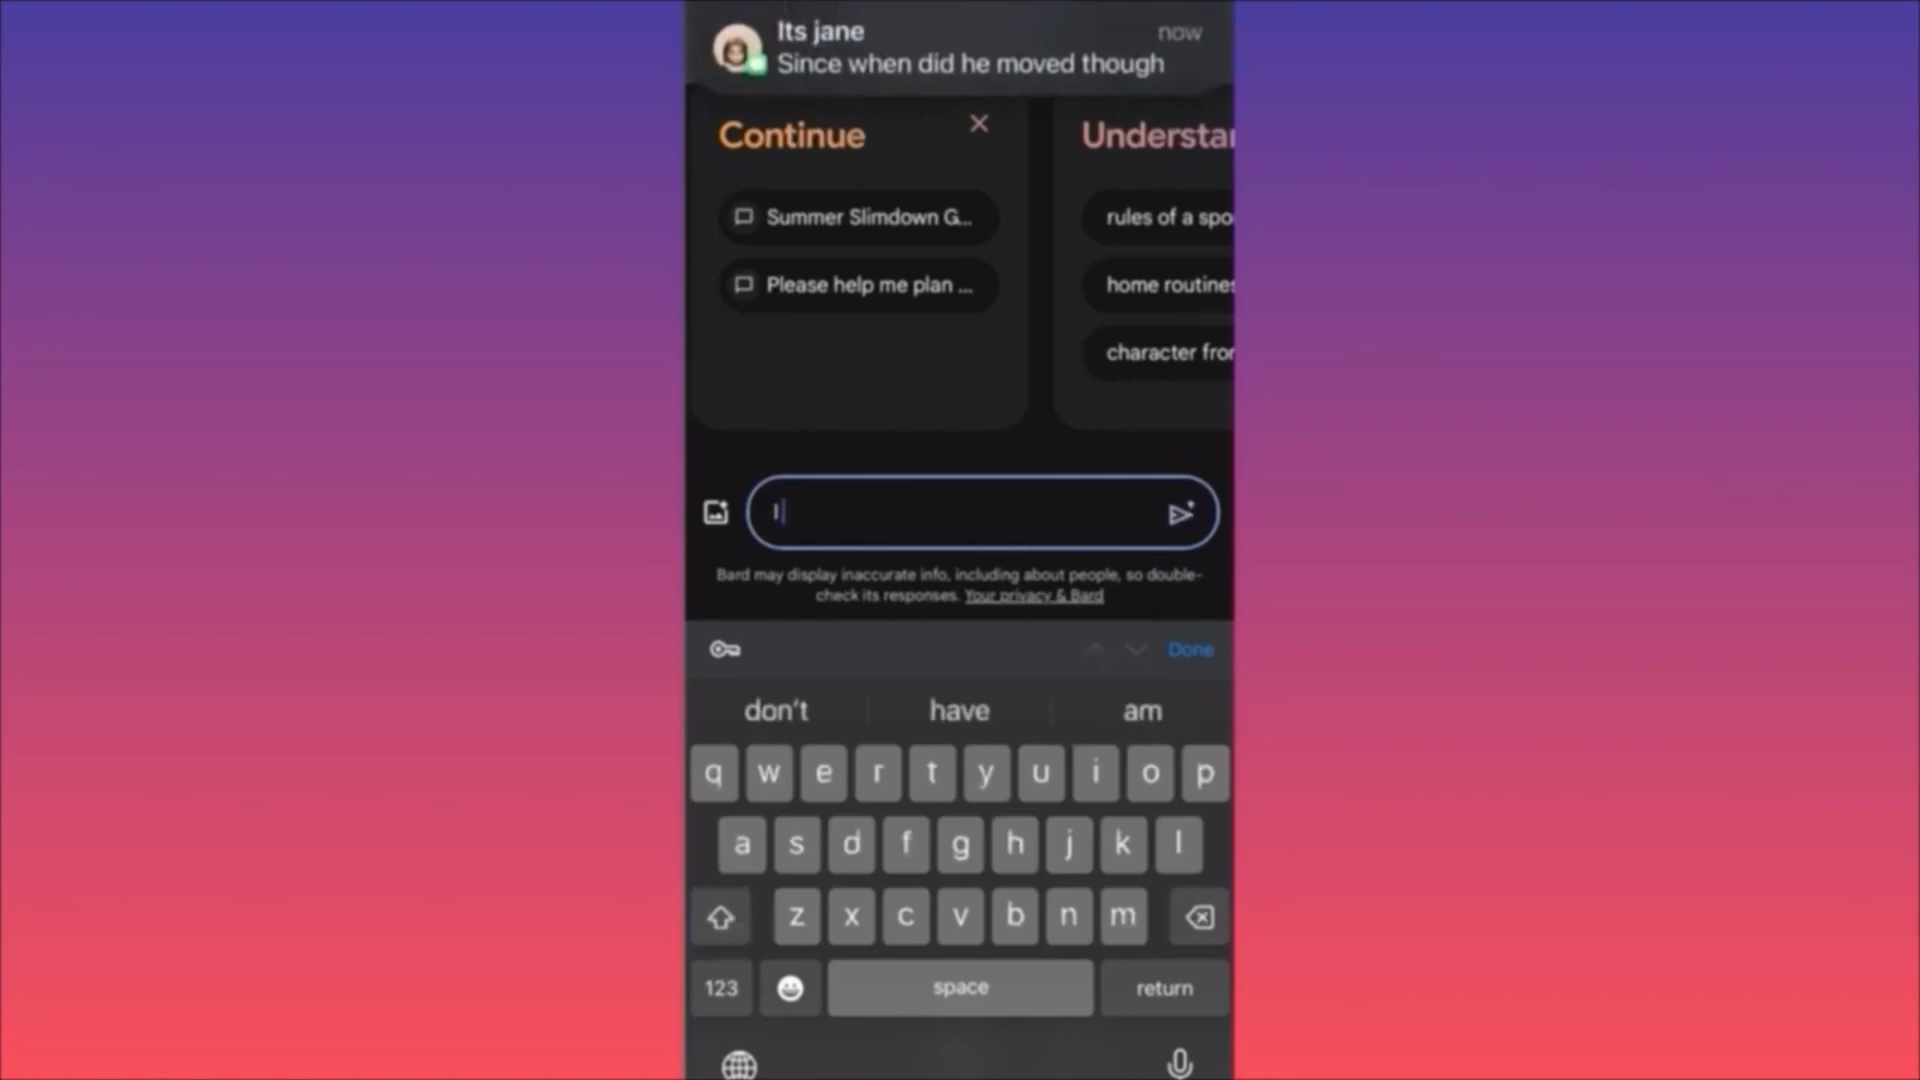 Its jane
now
Since when did he moved though
Continue
Understa
Summer Slimdown G...
rules of a spo
Please help me plan ...
home routines
character fro
I
Bard may display inaccurate info, including about people, so double-
check its responses. Your privacy & Bard
Done
don't have am
q w e r t y u i o p
a s d f g h j k l
z x c v b n m
123 space return